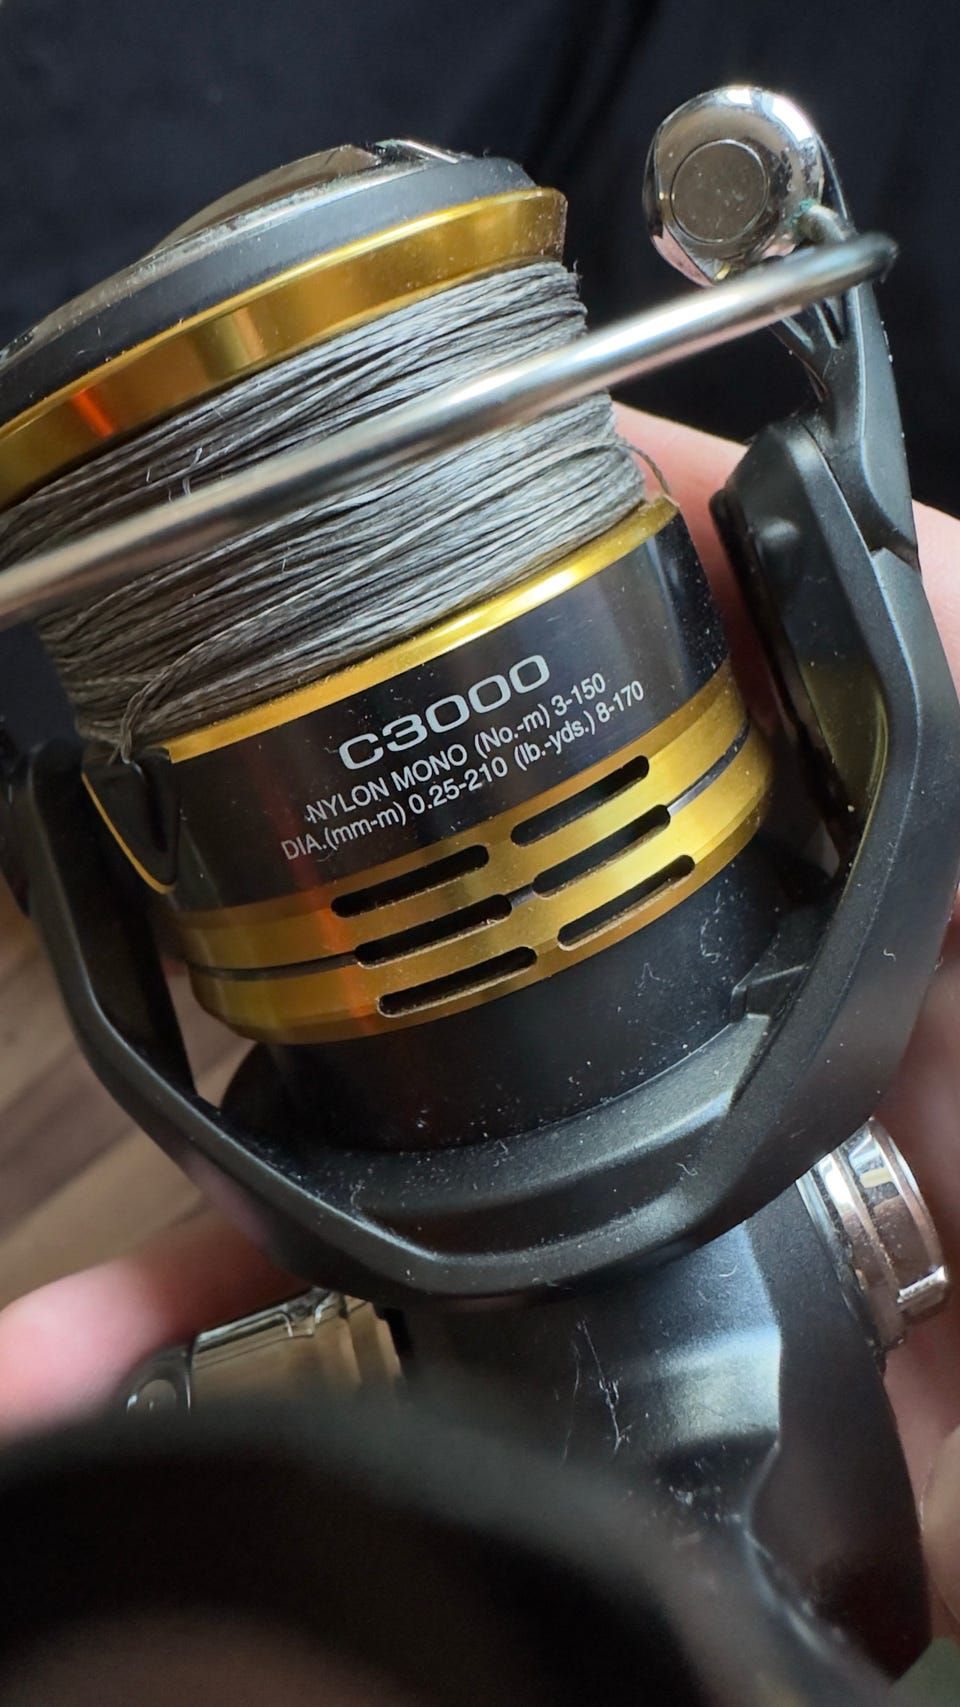 C3000
NYLON MONO (No.-m) 3-150
DIA.(mm-m) 0.25-210 (lb.-yds.) 8-170